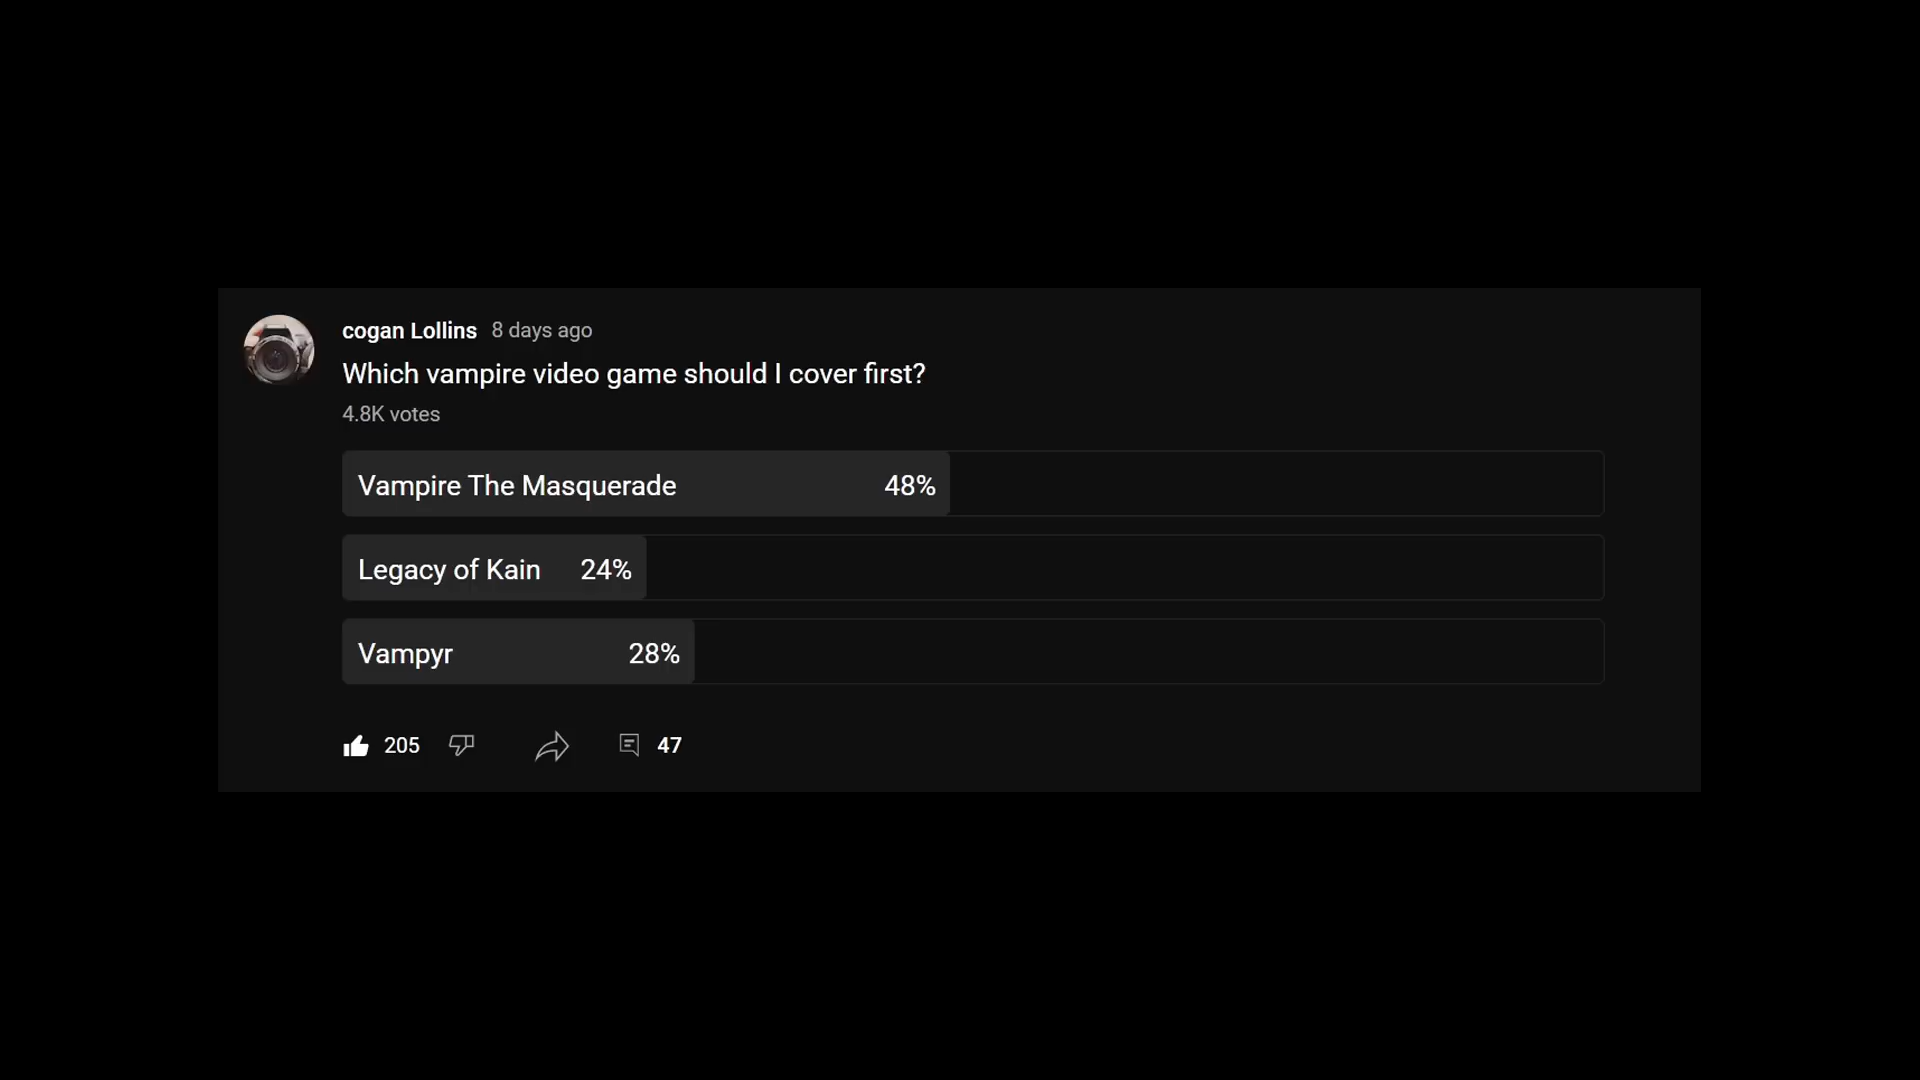 cogan Lollins 8 days ago
Which vampire video game should I cover first?
4.8K votes
Vampire The Masquerade 48%
Legacy of Kain 24%
Vampyr 28%
205 47